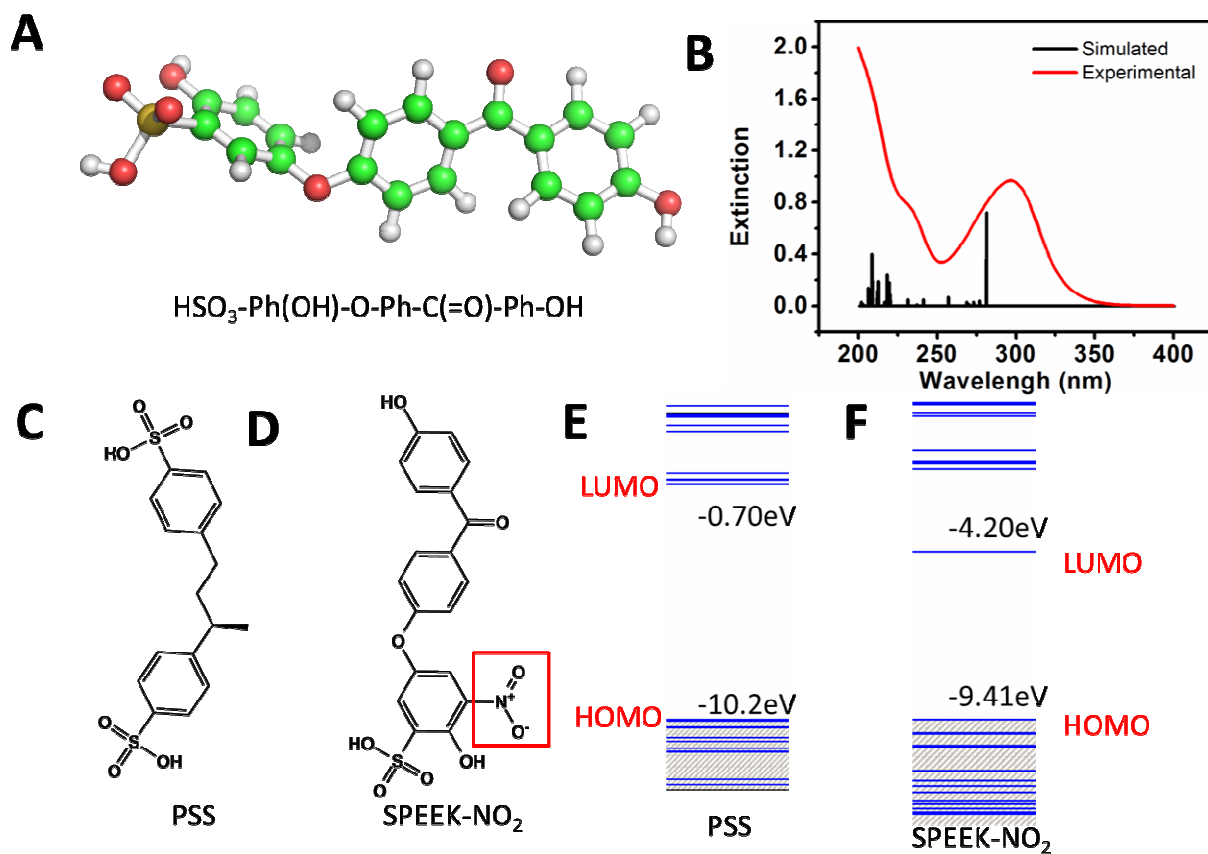 A
HSO₃-Ph(OH)-O-Ph-C(=O)-Ph-OH
B
Extinction
2.0
1.6
1.2
0.8
0.4
0.0
Simulated
Experimental
200 250 300 350 400
Wavelengh (nm)
C
O
O
S
HO
O
S
O
OH
PSS
D
HO
O
O
O
N+
O-
HO
S
O
O
OH
SPEEK-NO₂
E
LUMO
-0.70eV
-10.2eV
HOMO
PSS
F
-4.20eV
LUMO
-9.41eV
HOMO
SPEEK-NO₂